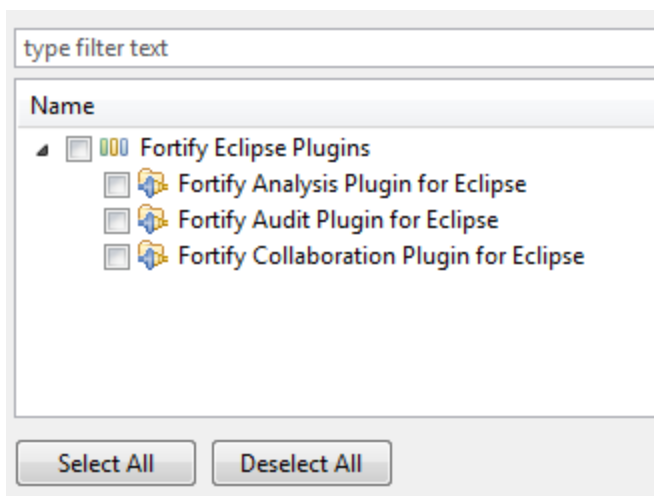 type filter text
Name
Fortify Eclipse Plugins
Fortify Analysis Plugin for Eclipse
Fortify Audit Plugin for Eclipse
Fortify Collaboration Plugin for Eclipse
Select All Deselect All